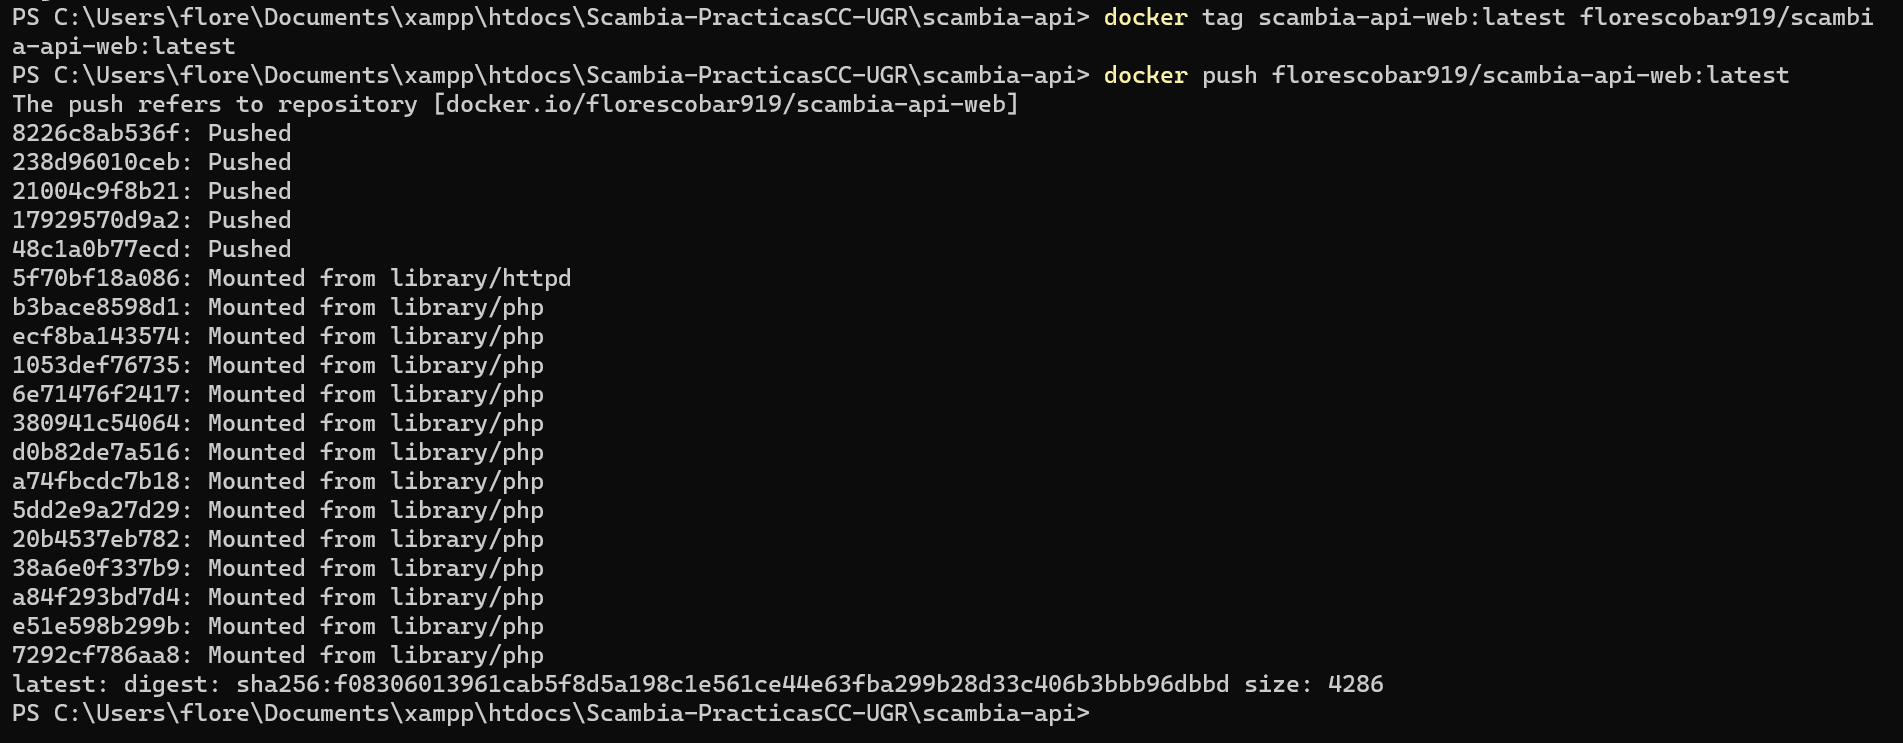 PS C:\Users\flore\Documents\xampp\htdocs\Scambia-PracticasCC-UGR\scambia-api> docker tag scambia-api-web:latest florescobar919/scambi
a-api-web:latest
PS C:\Users\flore\Documents\xampp\htdocs\Scambia-PracticasCC-UGR\scambia-api> docker push florescobar919/scambia-api-web:latest
The push refers to repository [docker.io/florescobar919/scambia-api-web]
8226c8ab536f: Pushed
238d96010ceb: Pushed
21004c9f8b21: Pushed
17929570d9a2: Pushed
48c1a0b77ecd: Pushed
5f70bf18a086: Mounted from library/httpd
b3bace8598d1: Mounted from library/php
ecf8ba143574: Mounted from library/php
1053def76735: Mounted from library/php
6e71476f2417: Mounted from library/php
380941c54064: Mounted from library/php
d0b82de7a516: Mounted from library/php
a74fbcdc7b18: Mounted from library/php
5dd2e9a27d29: Mounted from library/php
20b4537eb782: Mounted from library/php
38a6e0f337b9: Mounted from library/php
a84f293bd7d4: Mounted from library/php
e51e598b299b: Mounted from library/php
7292cf786aa8: Mounted from library/php
latest: digest: sha256:f08306013961cab5f8d5a198c1e561ce44e63fba299b28d33c406b3bbb96dbbd size: 4286
PS C:\Users\flore\Documents\xampp\htdocs\Scambia-PracticasCC-UGR\scambia-api>